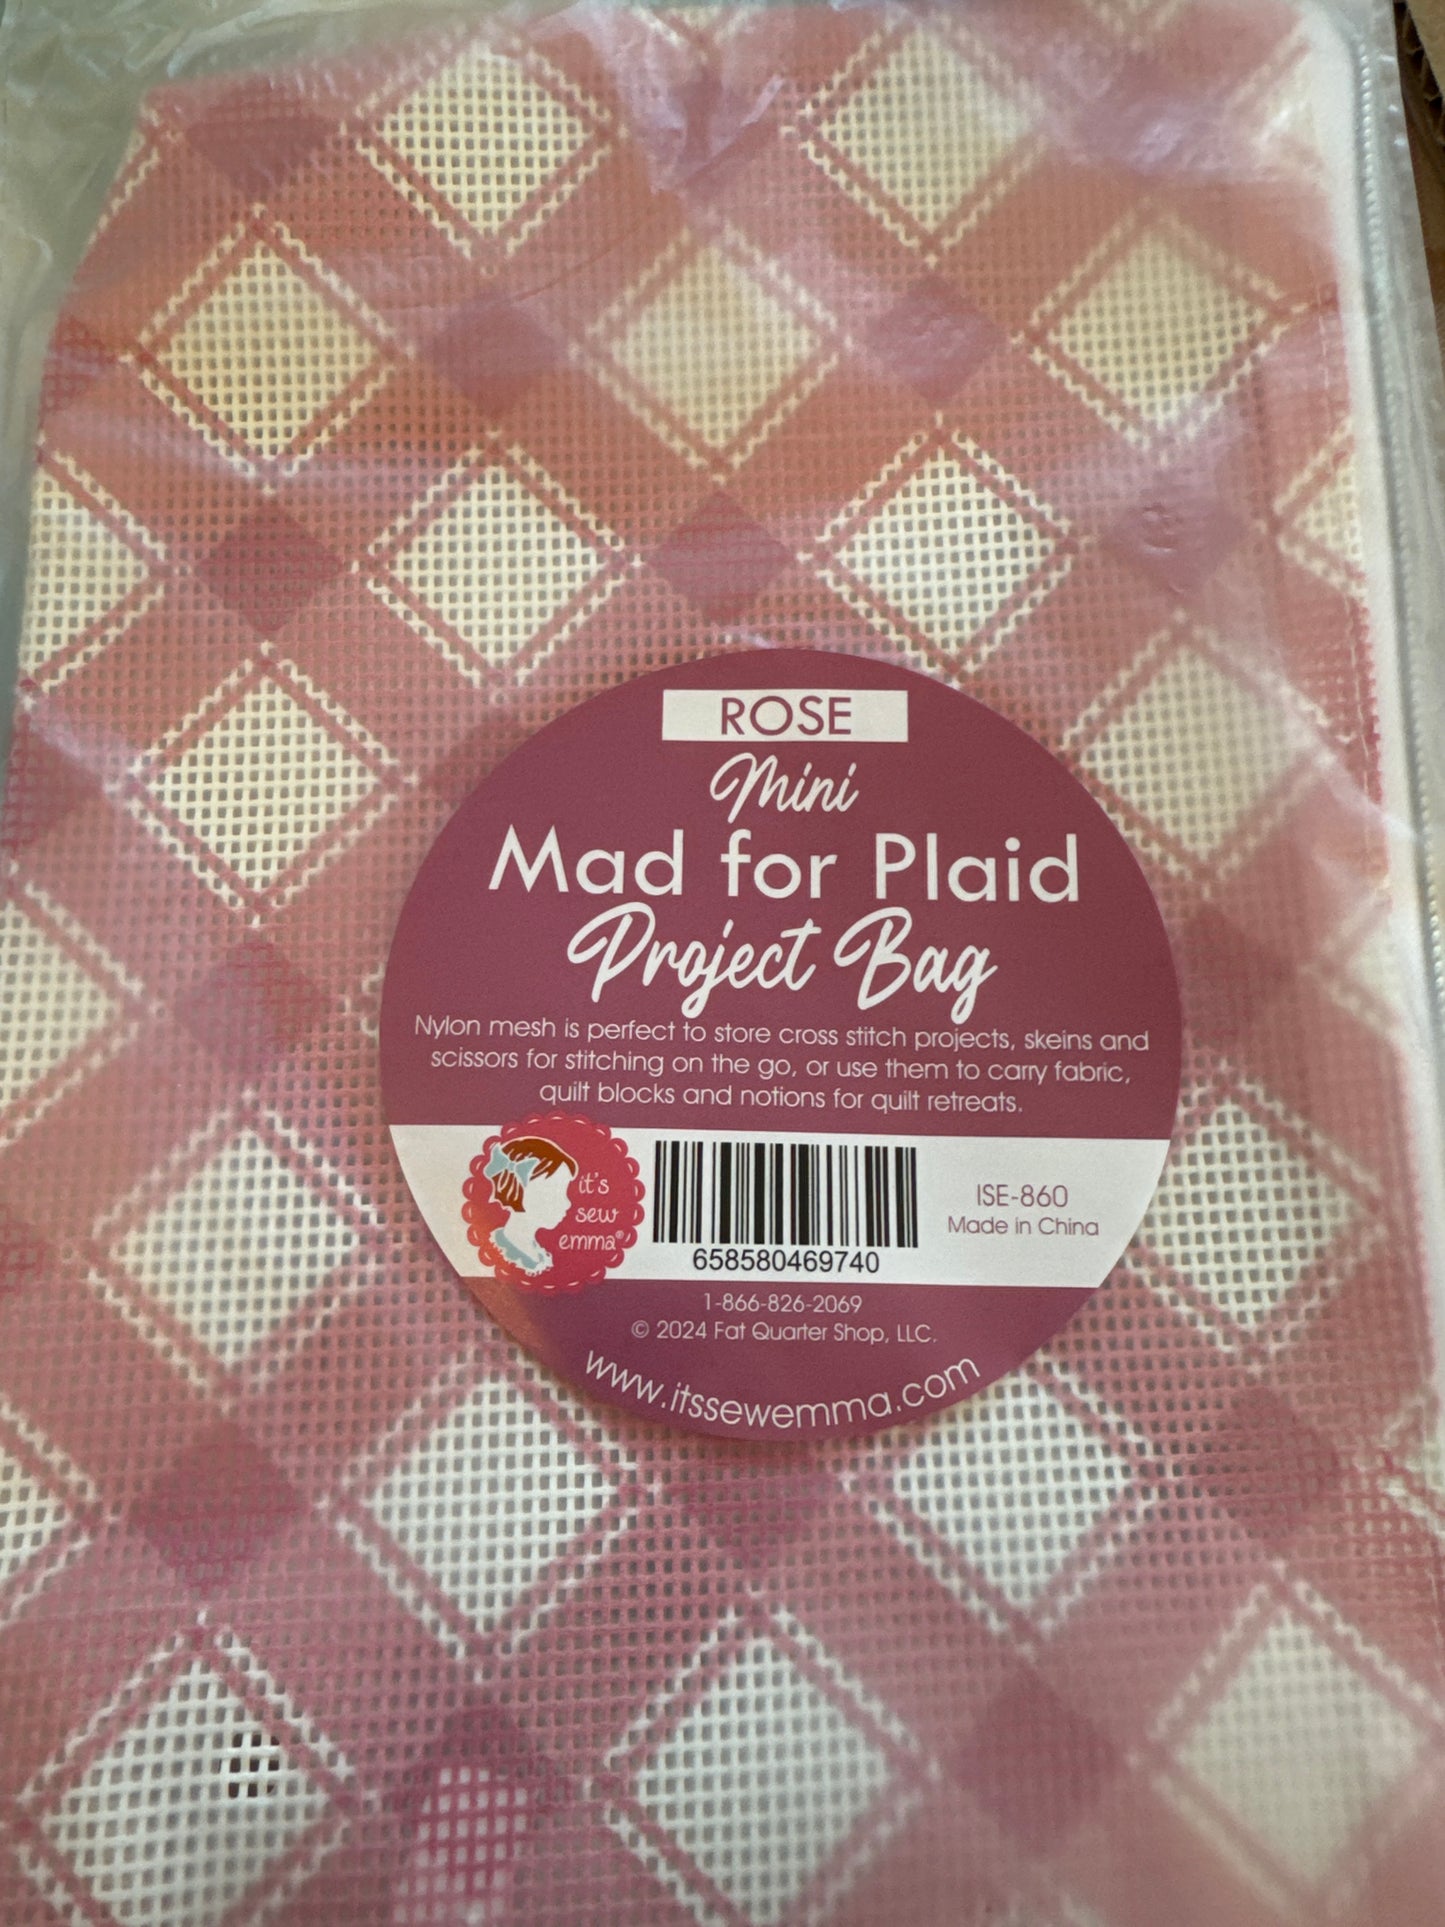 ROSE
Mini
Mad for Plaid
Project Bag
Nylon mesh is perfect to store cross stitch projects, skeins and
scissors for stitching on the go, or use them to carry fabric,
quilt blocks and notions for quilt retreats.
it's
sew
emma®
658580469740
ISE-860
Made in China
1-866-826-2069
© 2024 Fat Quarter Shop, LLC.
www.itssewemma.com